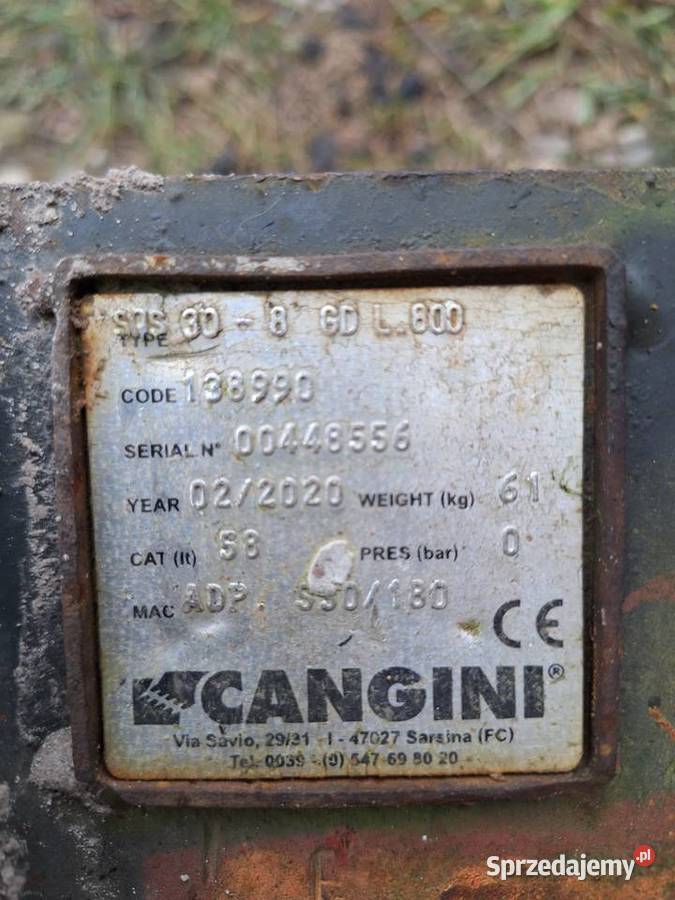 30 - 8 GD L.800
TYPE
CODE 138990
SERIAL N° 00448556
YEAR 02/2020 WEIGHT (kg) 61
CAT (lt) 58 PRES (bar) 0
MAC ADP. S30/180
CE
CANGINI®
Via Savio, 29/31 - I - 47027 Sarsina (FC)
Tel. 0039 - (0) 547 69 80 20
Sprzedajemy.pl